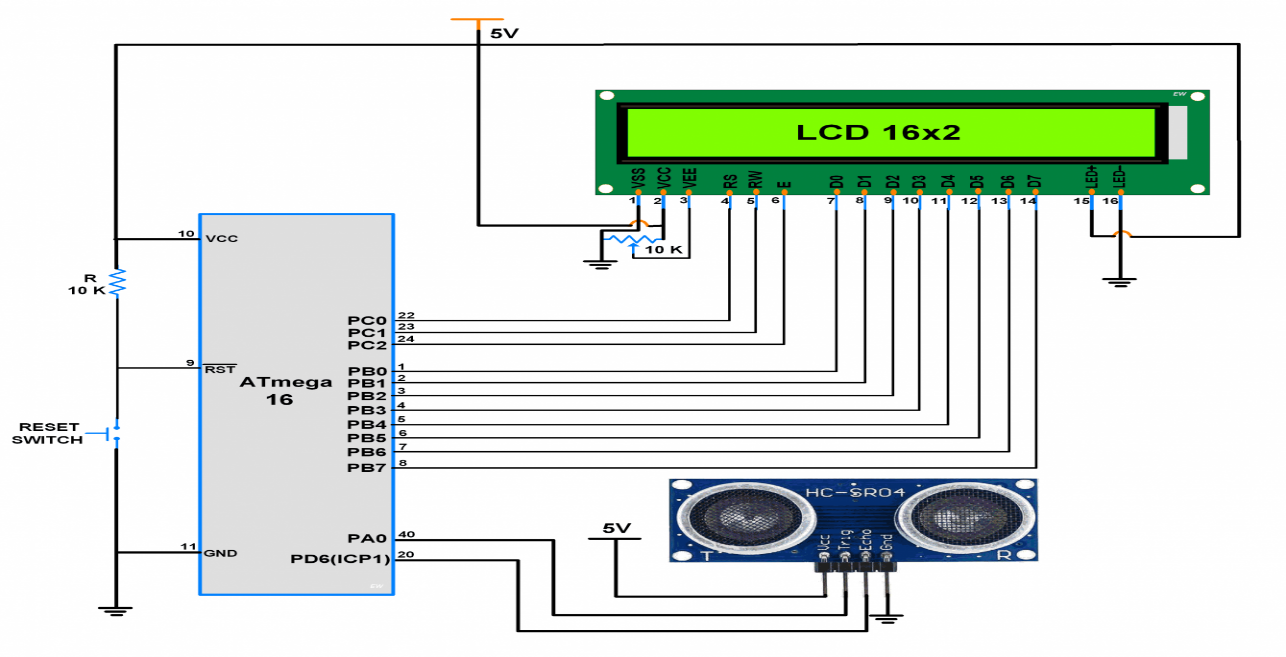 5V
EW
LCD 16x2
VSS VCC VEE RS RW E D0 D1 D2 D3 D4 D5 D6 D7 LED+ LED-
1 2 3 4 5 6 7 8 9 10 11 12 13 14 15 16
10 K
10 VCC
R
10 K
PC0 22
PC1 23
PC2 24
9 RST
ATmega
16
PB0 1
PB1 2
PB2 3
PB3 4
PB4 5
PB5 6
PB6 7
PB7 8
RESET
SWITCH
11 GND
PA0 40
PD6(ICP1) 20
EW
5V
HC-SR04
Vcc Trig Echo Gnd
T R